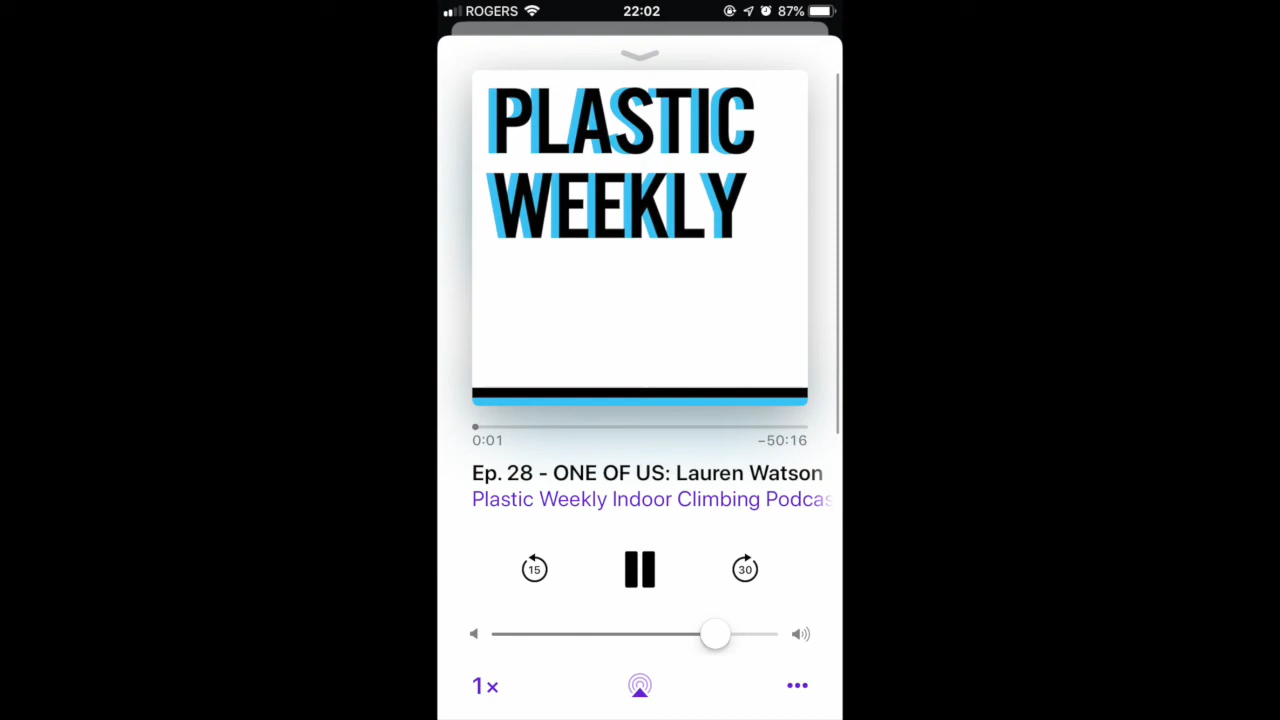 ROGERS 22:02 87%
PLASTIC
WEEKLY
0:01 -50:16
Ep. 28 - ONE OF US: Lauren Watson
Plastic Weekly Indoor Climbing Podcas
15 30
1×